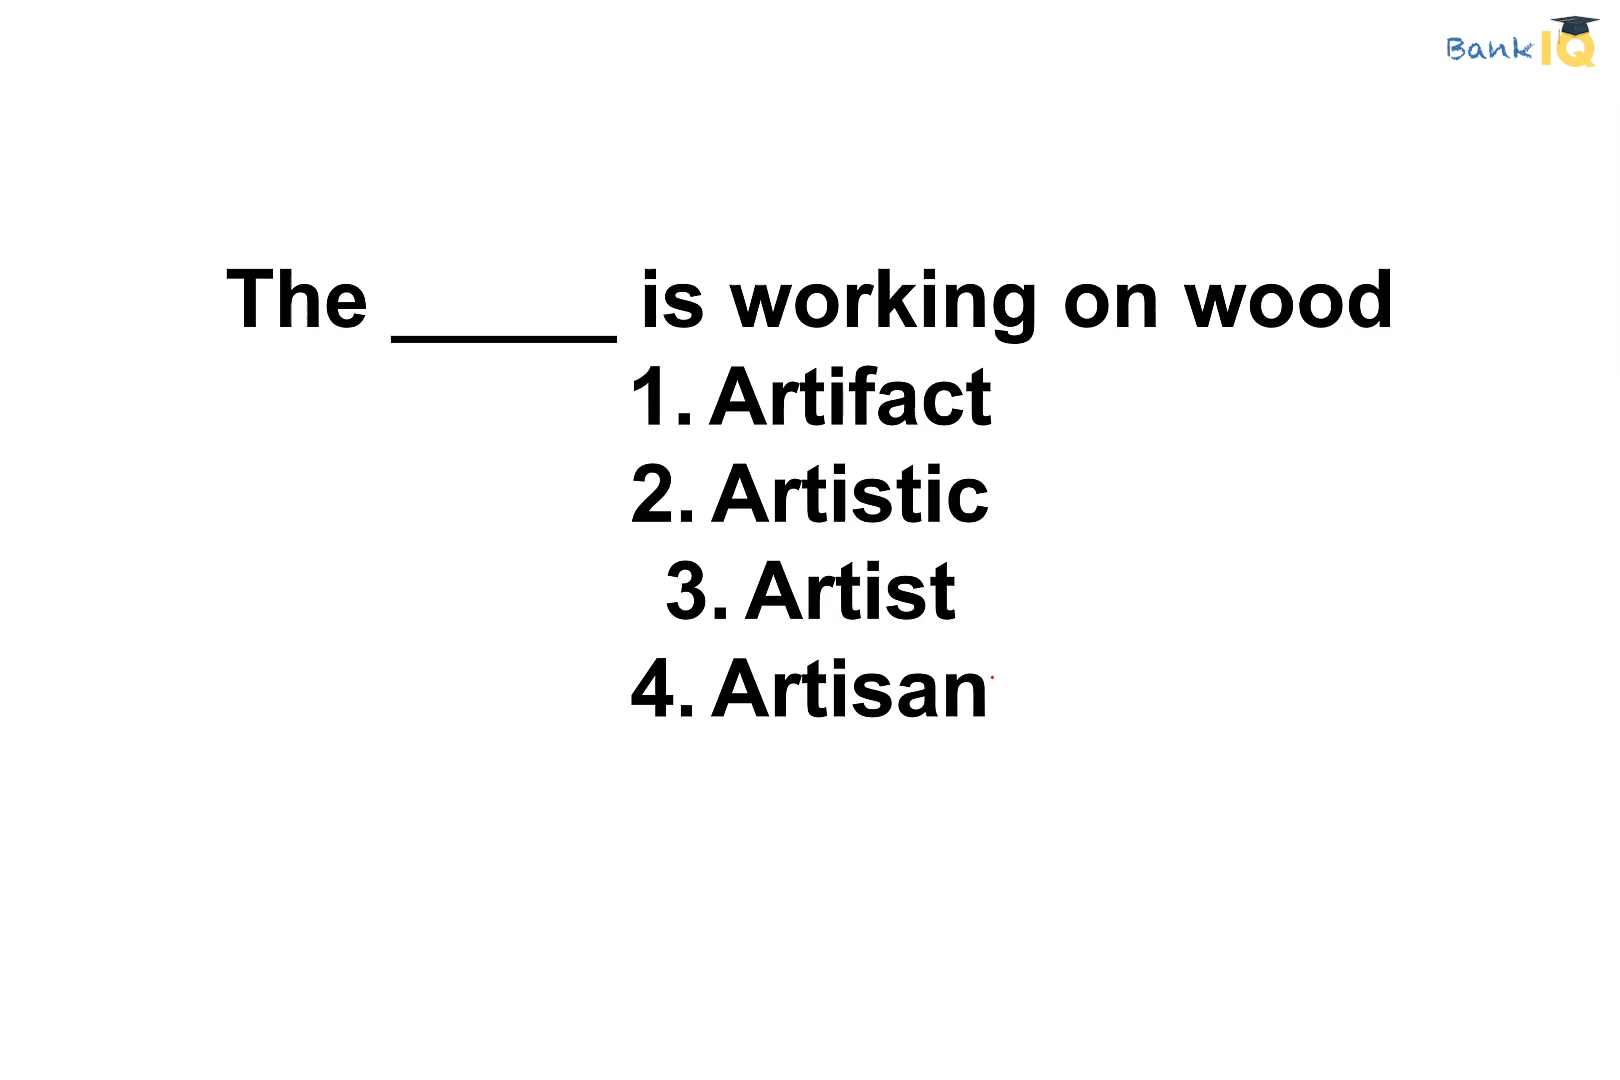 Bank IQ
The _____ is working on wood
1. Artifact
2. Artistic
3. Artist
4. Artisan